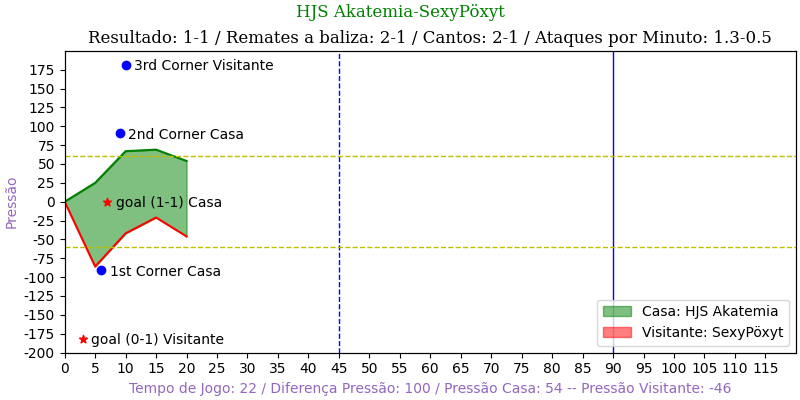 HJS Akatemia-SexyPöxyt
Resultado: 1-1 / Remates a baliza: 2-1 / Cantos: 2-1 / Ataques por Minuto: 1.3-0.5
Pressão
175
150
125
100
75
50
25
0
-25
-50
-75
-100
-125
-150
-175
-200
3rd Corner Visitante
2nd Corner Casa
goal (1-1) Casa
1st Corner Casa
goal (0-1) Visitante
Casa: HJS Akatemia
Visitante: SexyPöxyt
0 5 10 15 20 25 30 35 40 45 50 55 60 65 70 75 80 85 90 95 100 105 110 115
Tempo de Jogo: 22 / Diferença Pressão: 100 / Pressão Casa: 54 -- Pressão Visitante: -46